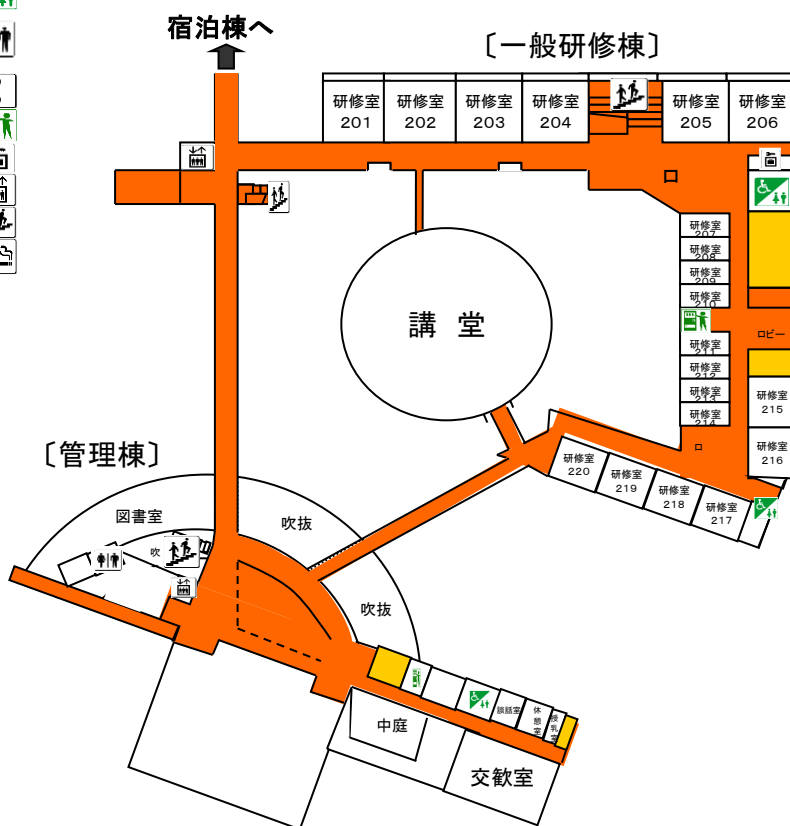 宿泊棟へ
〔一般研修棟〕
研修室
201
研修室
202
研修室
203
研修室
204
研修室
205
研修室
206
研修室
207
研修室
208
研修室
209
研修室
210
研修室
211
研修室
212
研修室
213
研修室
214
ロビー
研修室
215
研修室
216
講堂
研修室
220
研修室
219
研修室
218
研修室
217
〔管理棟〕
図書室
吹抜
吹
吹抜
談話室
休憩室
授乳室
中庭
交歓室